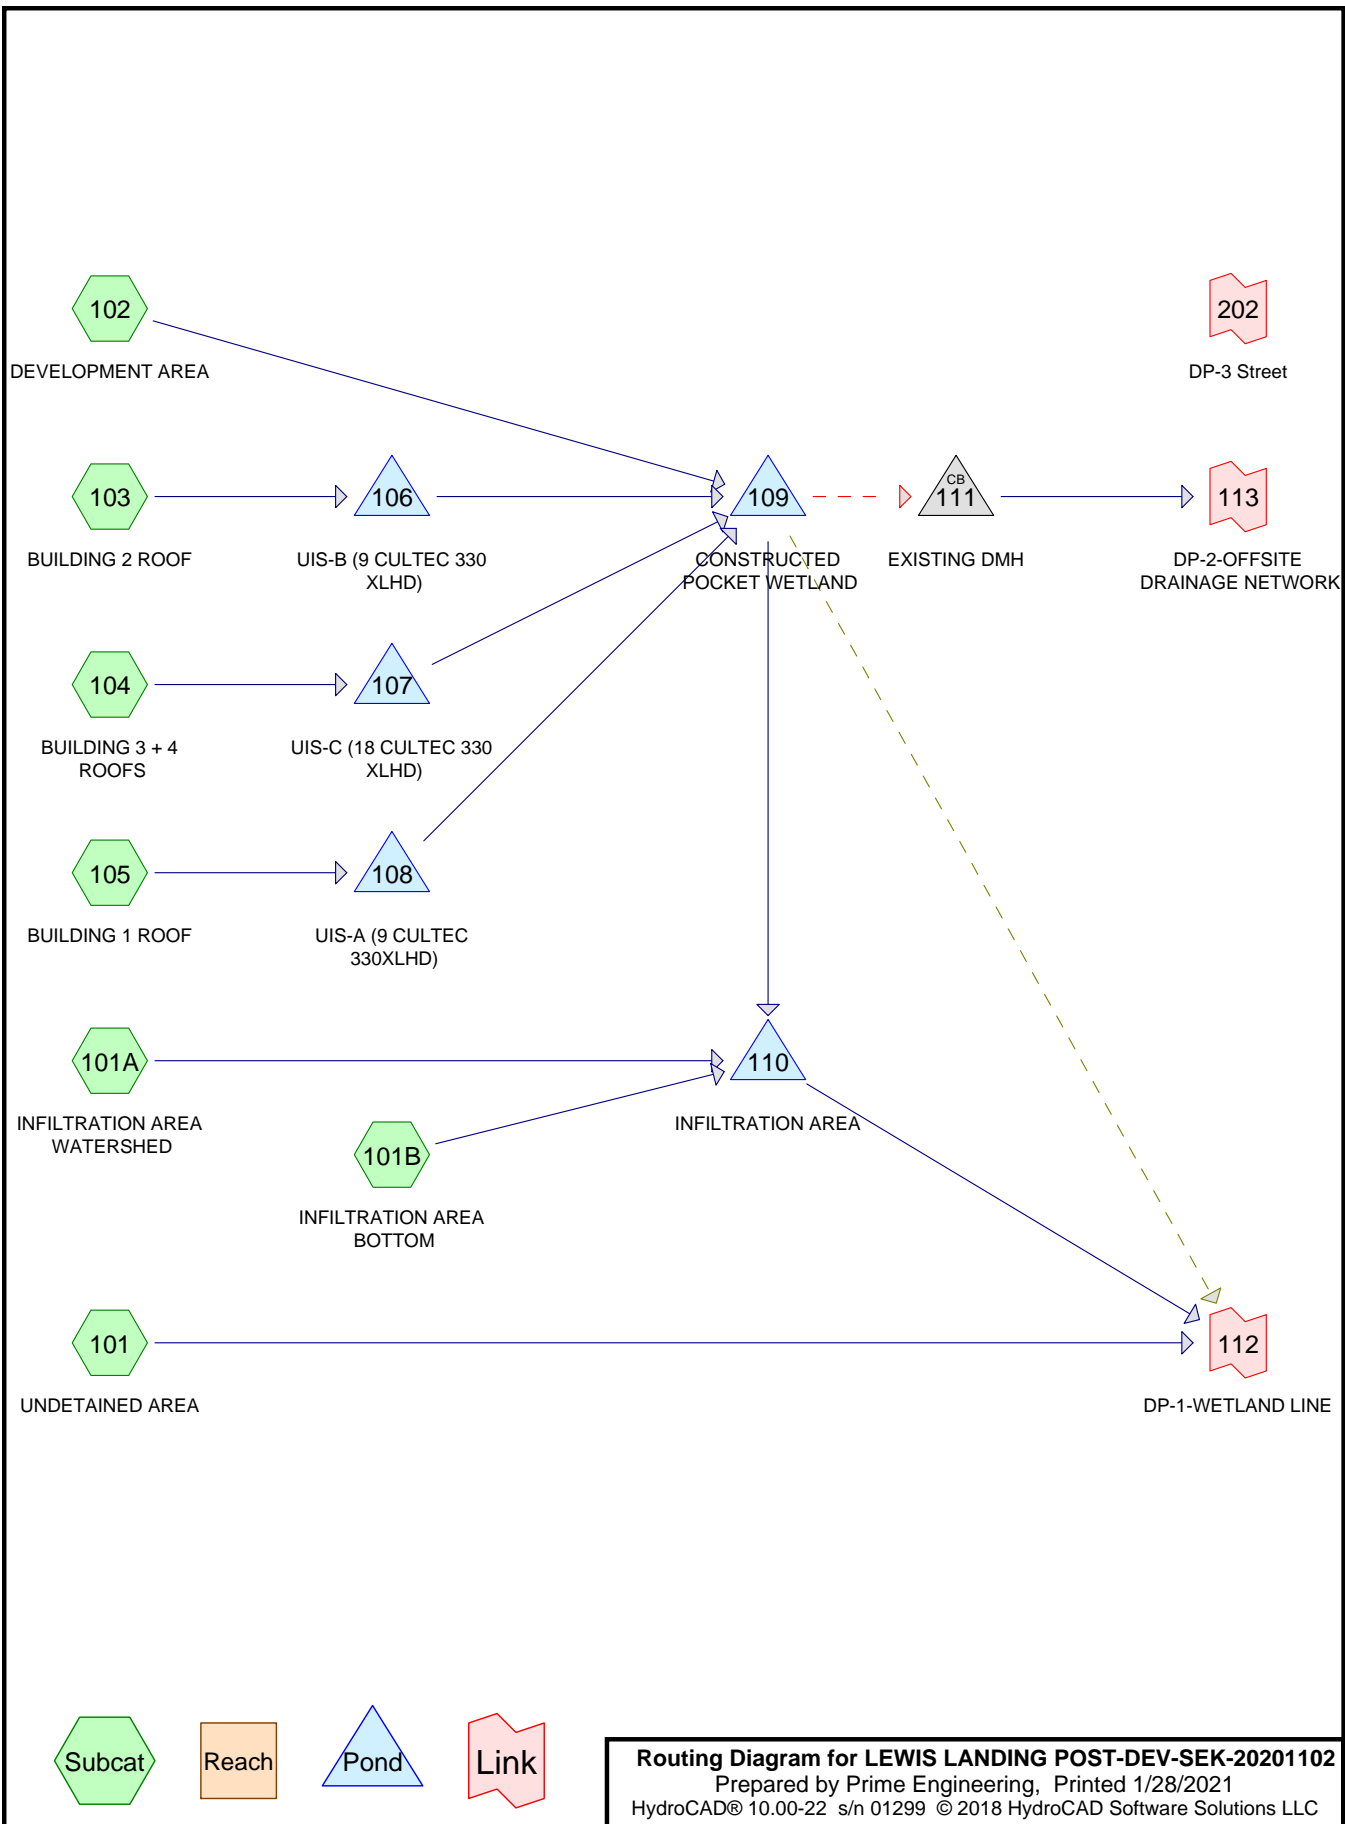 102
DEVELOPMENT AREA
202
DP-3 Street
103
BUILDING 2 ROOF
106
UIS-B (9 CULTEC 330
XLHD)
109
CONSTRUCTED
POCKET WETLAND
CB
111
EXISTING DMH
113
DP-2-OFFSITE
DRAINAGE NETWORK
104
BUILDING 3 + 4
ROOFS
107
UIS-C (18 CULTEC 330
XLHD)
105
BUILDING 1 ROOF
108
UIS-A (9 CULTEC
330XLHD)
101A
INFILTRATION AREA
WATERSHED
101B
INFILTRATION AREA
BOTTOM
110
INFILTRATION AREA
101
UNDETAINED AREA
112
DP-1-WETLAND LINE
Subcat
Reach
Pond
Link
Routing Diagram for LEWIS LANDING POST-DEV-SEK-20201102
Prepared by Prime Engineering, Printed 1/28/2021
HydroCAD® 10.00-22 s/n 01299 © 2018 HydroCAD Software Solutions LLC